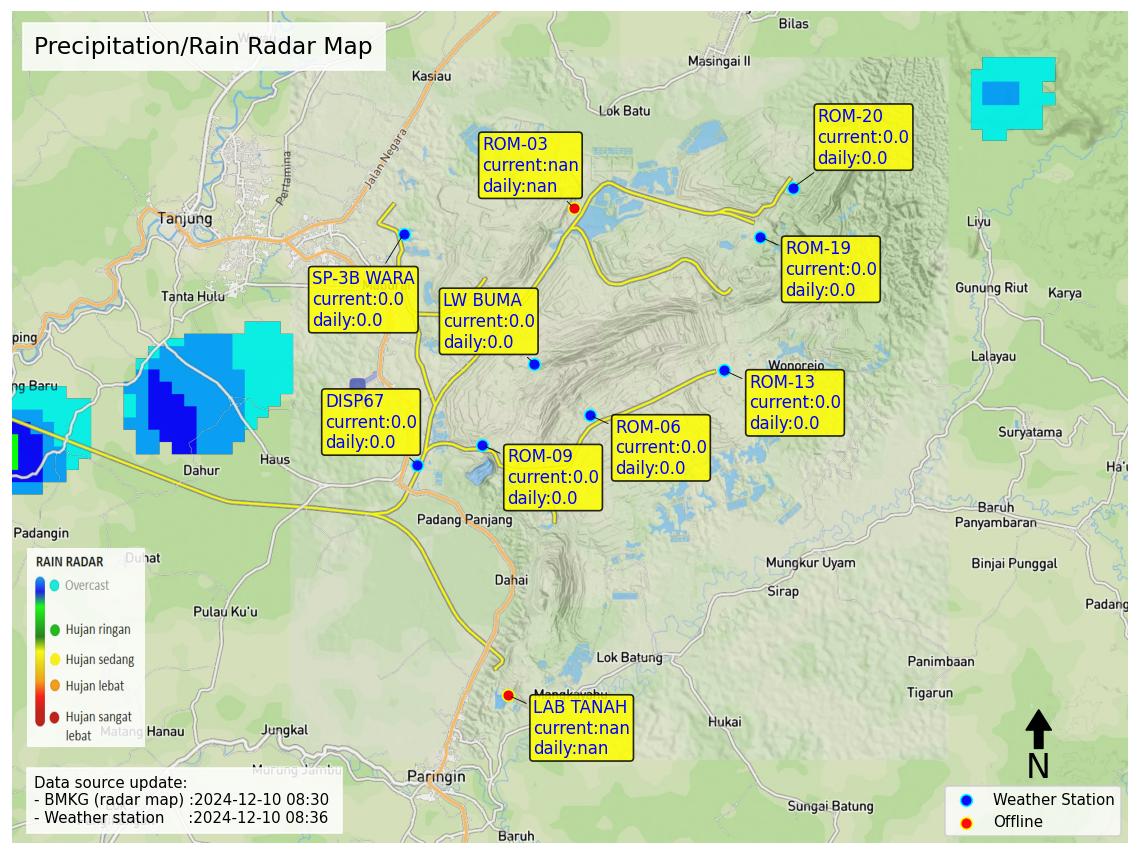 Precipitation/Rain Radar Map
Bilas
Masingai II
Kasiau
Lok Batu
Jalan Negara
Pertamina
ROM-20
current:0.0
daily:0.0
ROM-03
current:nan
daily:nan
Tanjung
Liyu
ROM-19
current:0.0
daily:0.0
SP-3B WARA
current:0.0
daily:0.0
Tanta Hulu
LW BUMA
current:0.0
daily:0.0
Gunung Riut
Karya
ping
Lalayau
Wonorejo
ng Baru
ROM-13
current:0.0
daily:0.0
DISP67
current:0.0
daily:0.0
ROM-06
current:0.0
daily:0.0
Suryatama
ROM-09
current:0.0
daily:0.0
Dahur
Haus
Ha'u
Padang Panjang
Baruh
Panyambaran
Padangin
Duhat
RAIN RADAR
Overcast
Hujan ringan
Hujan sedang
Hujan lebat
Hujan sangat
lebat
Mungkur Uyam
Binjai Punggal
Dahai
Sirap
Padang
Pulau Ku'u
Lok Batung
Panimbaan
Tigarun
Mangkayahu
LAB TANAH
current:nan
daily:nan
Matang Hanau
Jungkal
Hukai
Murung Jambu
Paringin
N
Data source update:
- BMKG (radar map) :2024-12-10 08:30
- Weather station :2024-12-10 08:36
Sungai Batung
Baruh
Weather Station
Offline